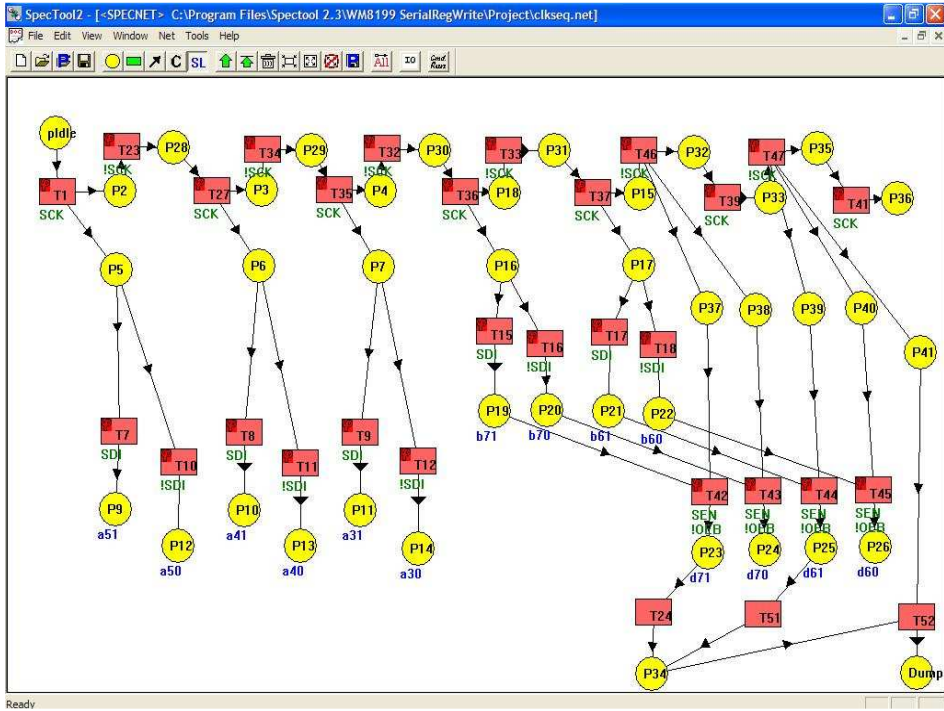 SpecTool2 - [<SPECNET> C:\Program Files\Spectool 2.3\WM8199 SerialRegWrite\Project\clkseq.net]
File Edit View Window Net Tools Help
C SL All IO Cmd Run
pIdle
T23 P28 T34 P29 T32 P30 T33 P31 T46 P32 T47 P35
!SCK !SCK !SCK !SCK !SCK !SCK
T1 P2 T27 P3 T35 P4 T36 P18 T37 P15 T39 P33 T41 P36
SCK SCK SCK SCK SCK SCK SCK
P5 P6 P7 P16 P17
P37 P38 P39 P40
T15 T16 T17 T18
SDI !SDI SDI !SDI
P41
P19 P20 P21 P22
b71 b70 b61 b60
T7 T8 T9
SDI SDI SDI
T10 T11 T12
!SDI !SDI !SDI
T42 T43 T44 T45
SEN SEN SEN SEN
!OEB !OEB !OEB !OEB
P9 P10 P11
a51 a41 a31
P12 P13 P14
a50 a40 a30
P23 P24 P25 P26
d71 d70 d61 d60
T24 T51 T52
P34 Dump
Ready